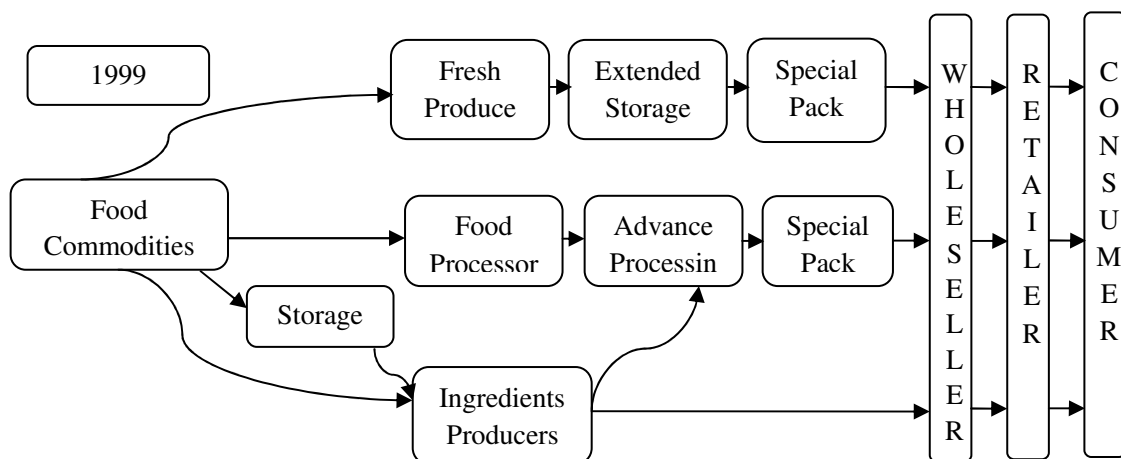 1999
Fresh
Produce
Extended
Storage
Special
Pack
Food
Commodities
Food
Processor
Advance
Processin
Special
Pack
Storage
Ingredients
Producers
WHOLESELLER
RETAILER
CONSUMER